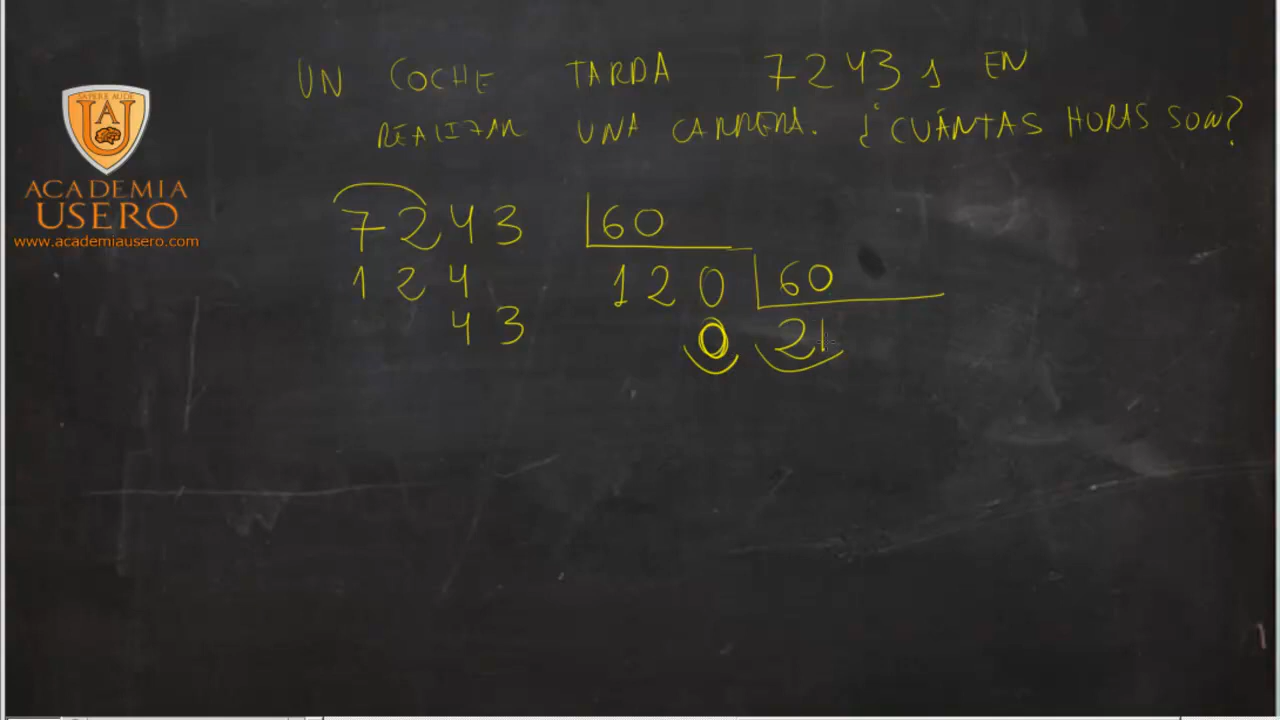 UN COCHE TARDA 7243 s EN
REALIZAR UNA CARRERA. ¿CUÁNTAS HORAS SON?
SAPERE AUDE
UA
ACADEMIA
USERO
www.academiausero.com
7243 60
124 120 60
43 0 2